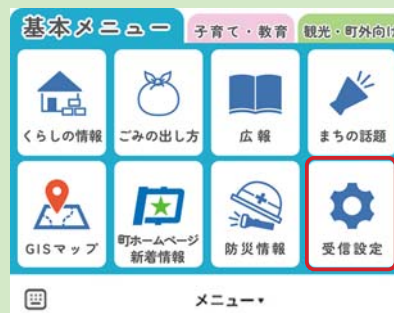 基本メニュー 子育て・教育 観光・町外向け
くらしの情報 ごみの出し方 広報 まちの話題
GISマップ 町ホームページ 防災情報 受信設定
新着情報
メニュー▾